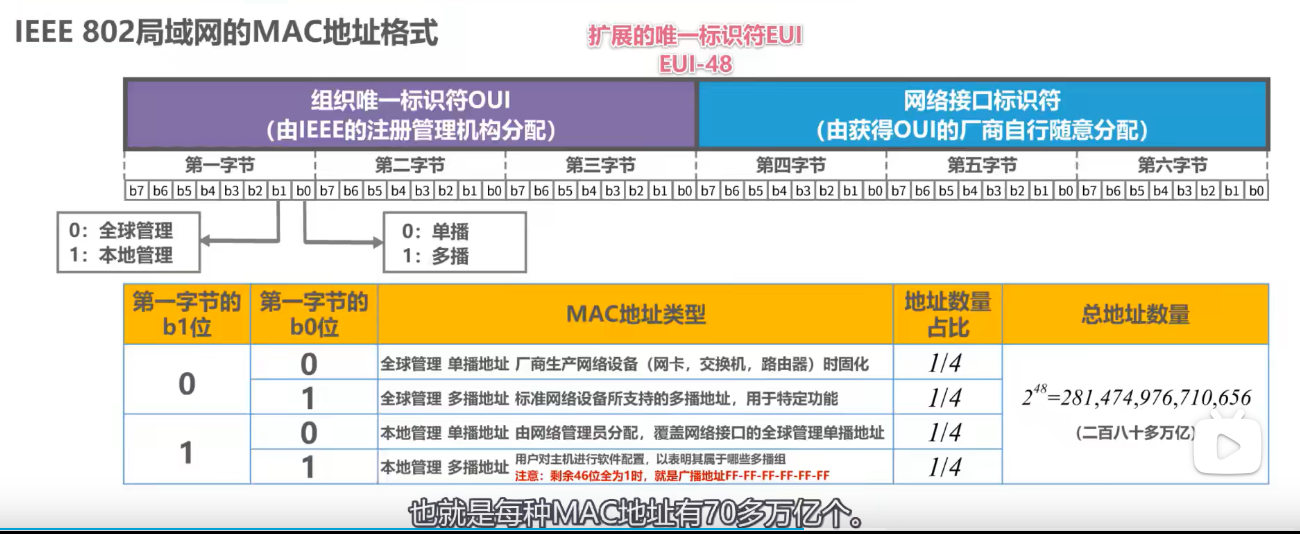 IEEE 802局域网的MAC地址格式
扩展的唯一标识符EUI
EUI-48
组织唯一标识符OUI
(由IEEE的注册管理机构分配)
网络接口标识符
(由获得OUI的厂商自行随意分配)
第一字节 第二字节 第三字节 第四字节 第五字节 第六字节
b7 b6 b5 b4 b3 b2 b1 b0 b7 b6 b5 b4 b3 b2 b1 b0 b7 b6 b5 b4 b3 b2 b1 b0 b7 b6 b5 b4 b3 b2 b1 b0 b7 b6 b5 b4 b3 b2 b1 b0 b7 b6 b5 b4 b3 b2 b1 b0
0：全球管理
1：本地管理
0：单播
1：多播
第一字节的
b1位
第一字节的
b0位
MAC地址类型
地址数量
占比
总地址数量
0
0 全球管理 单播地址 厂商生产网络设备（网卡，交换机，路由器）时固化 1/4
1 全球管理 多播地址 标准网络设备所支持的多播地址，用于特定功能 1/4
1
0 本地管理 单播地址 由网络管理员分配，覆盖网络接口的全球管理单播地址 1/4
1 本地管理 多播地址 用户对主机进行软件配置，以表明其属于哪些多播组
注意：剩余46位全为1时，就是广播地址FF-FF-FF-FF-FF-FF
1/4
2^48=281,474,976,710,656
(二百八十多万亿)
也就是每种MAC地址有70多万亿个。